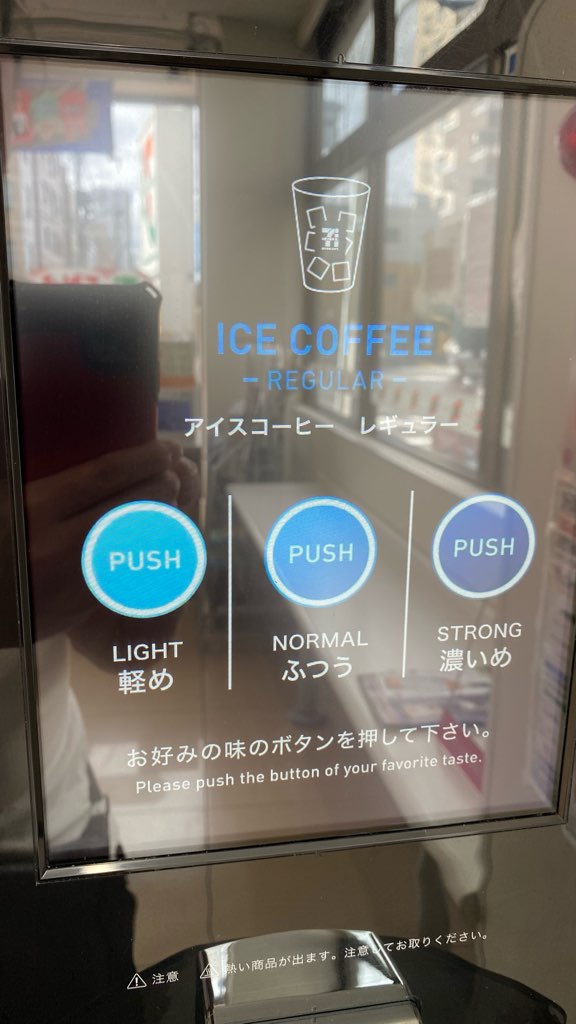 ICE COFFEE
– REGULAR –
アイスコーヒー　レギュラー
PUSH PUSH PUSH
LIGHT NORMAL STRONG
軽め ふつう 濃いめ
お好みの味のボタンを押して下さい。
Please push the button of your favorite taste.
注意 熱い商品が出ます。注意してお取りください。